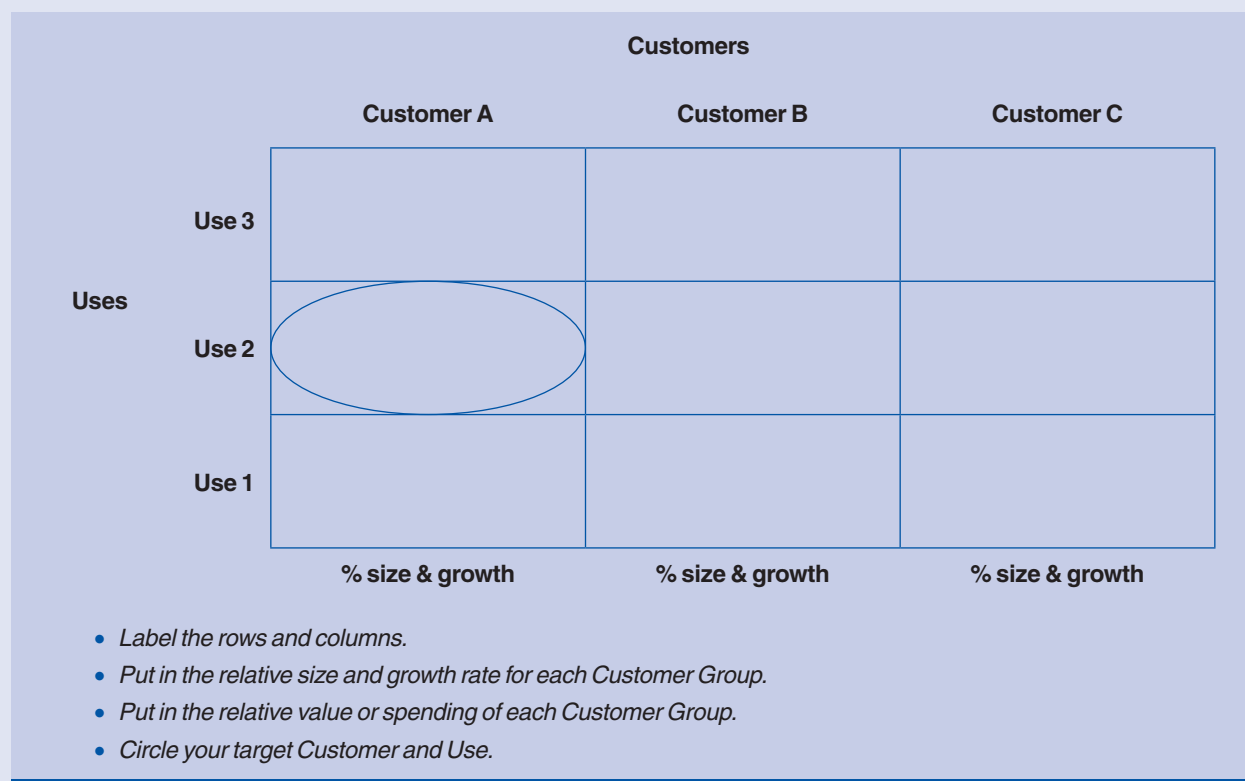 Customers
Customer A Customer B Customer C
Use 3
Uses
Use 2
Use 1
% size & growth % size & growth % size & growth
• Label the rows and columns.
• Put in the relative size and growth rate for each Customer Group.
• Put in the relative value or spending of each Customer Group.
• Circle your target Customer and Use.